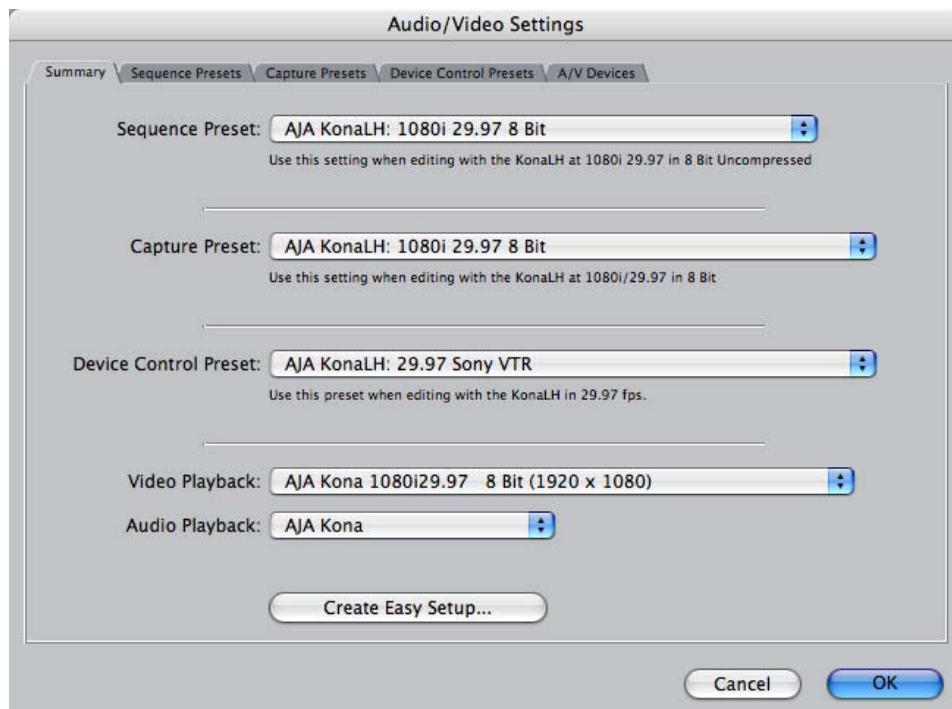 Audio/Video Settings
Summary Sequence Presets Capture Presets Device Control Presets A/V Devices
Sequence Preset: AJA KonaLH: 1080i 29.97 8 Bit
Use this setting when editing with the KonaLH at 1080i 29.97 in 8 Bit Uncompressed
Capture Preset: AJA KonaLH: 1080i 29.97 8 Bit
Use this setting when editing with the KonaLH at 1080i/29.97 in 8 Bit
Device Control Preset: AJA KonaLH: 29.97 Sony VTR
Use this preset when editing with the KonaLH in 29.97 fps.
Video Playback: AJA Kona 1080i29.97 8 Bit (1920 x 1080)
Audio Playback: AJA Kona
Create Easy Setup...
Cancel OK